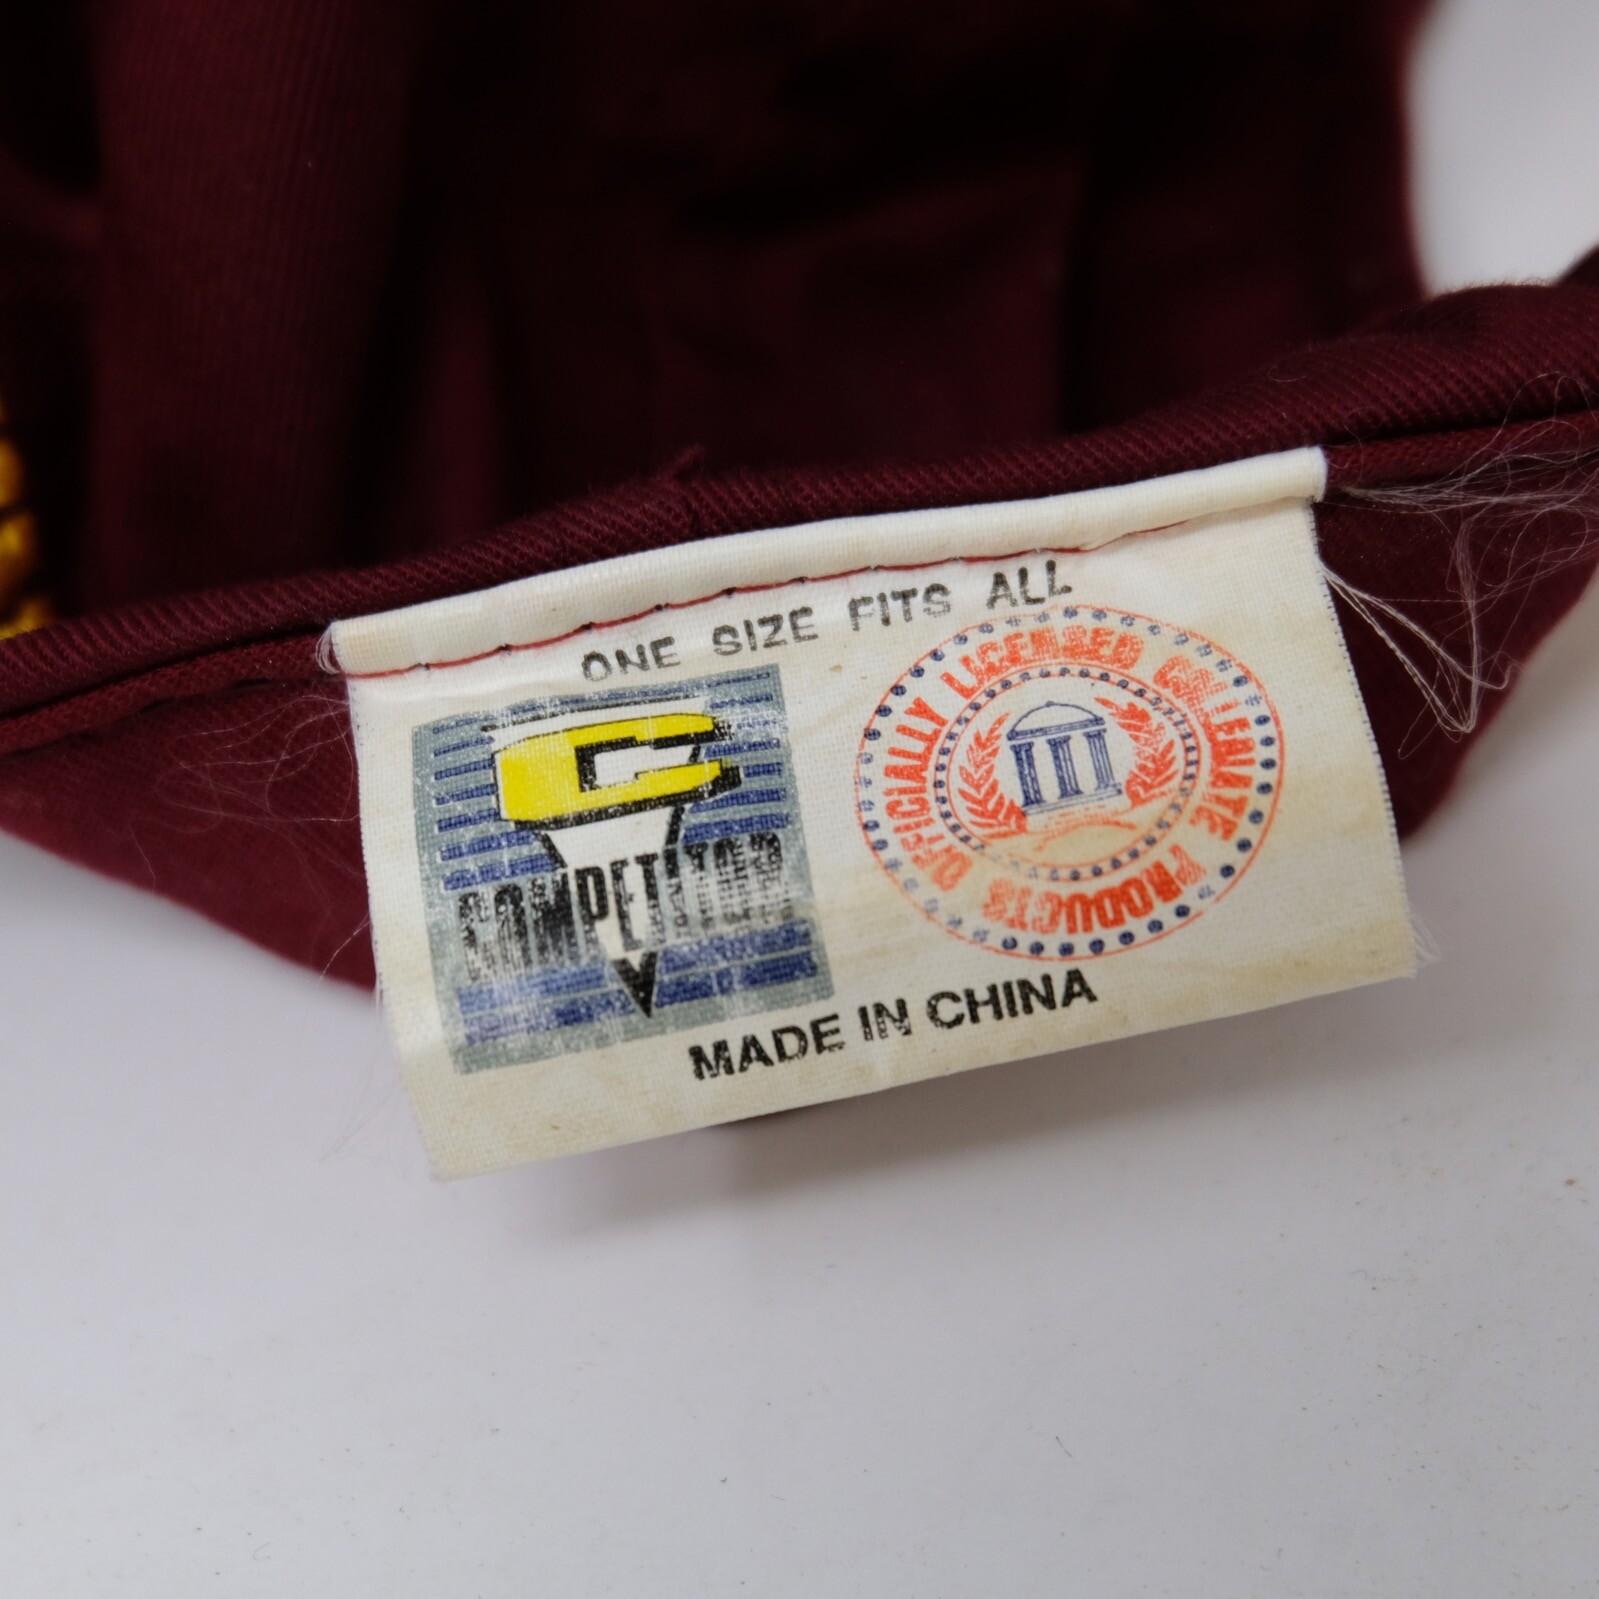 ONE SIZE FITS ALL
C
COMPETITOR
OFFICIALLY LICENSED COLLEGIATE PRODUCTS
MADE IN CHINA